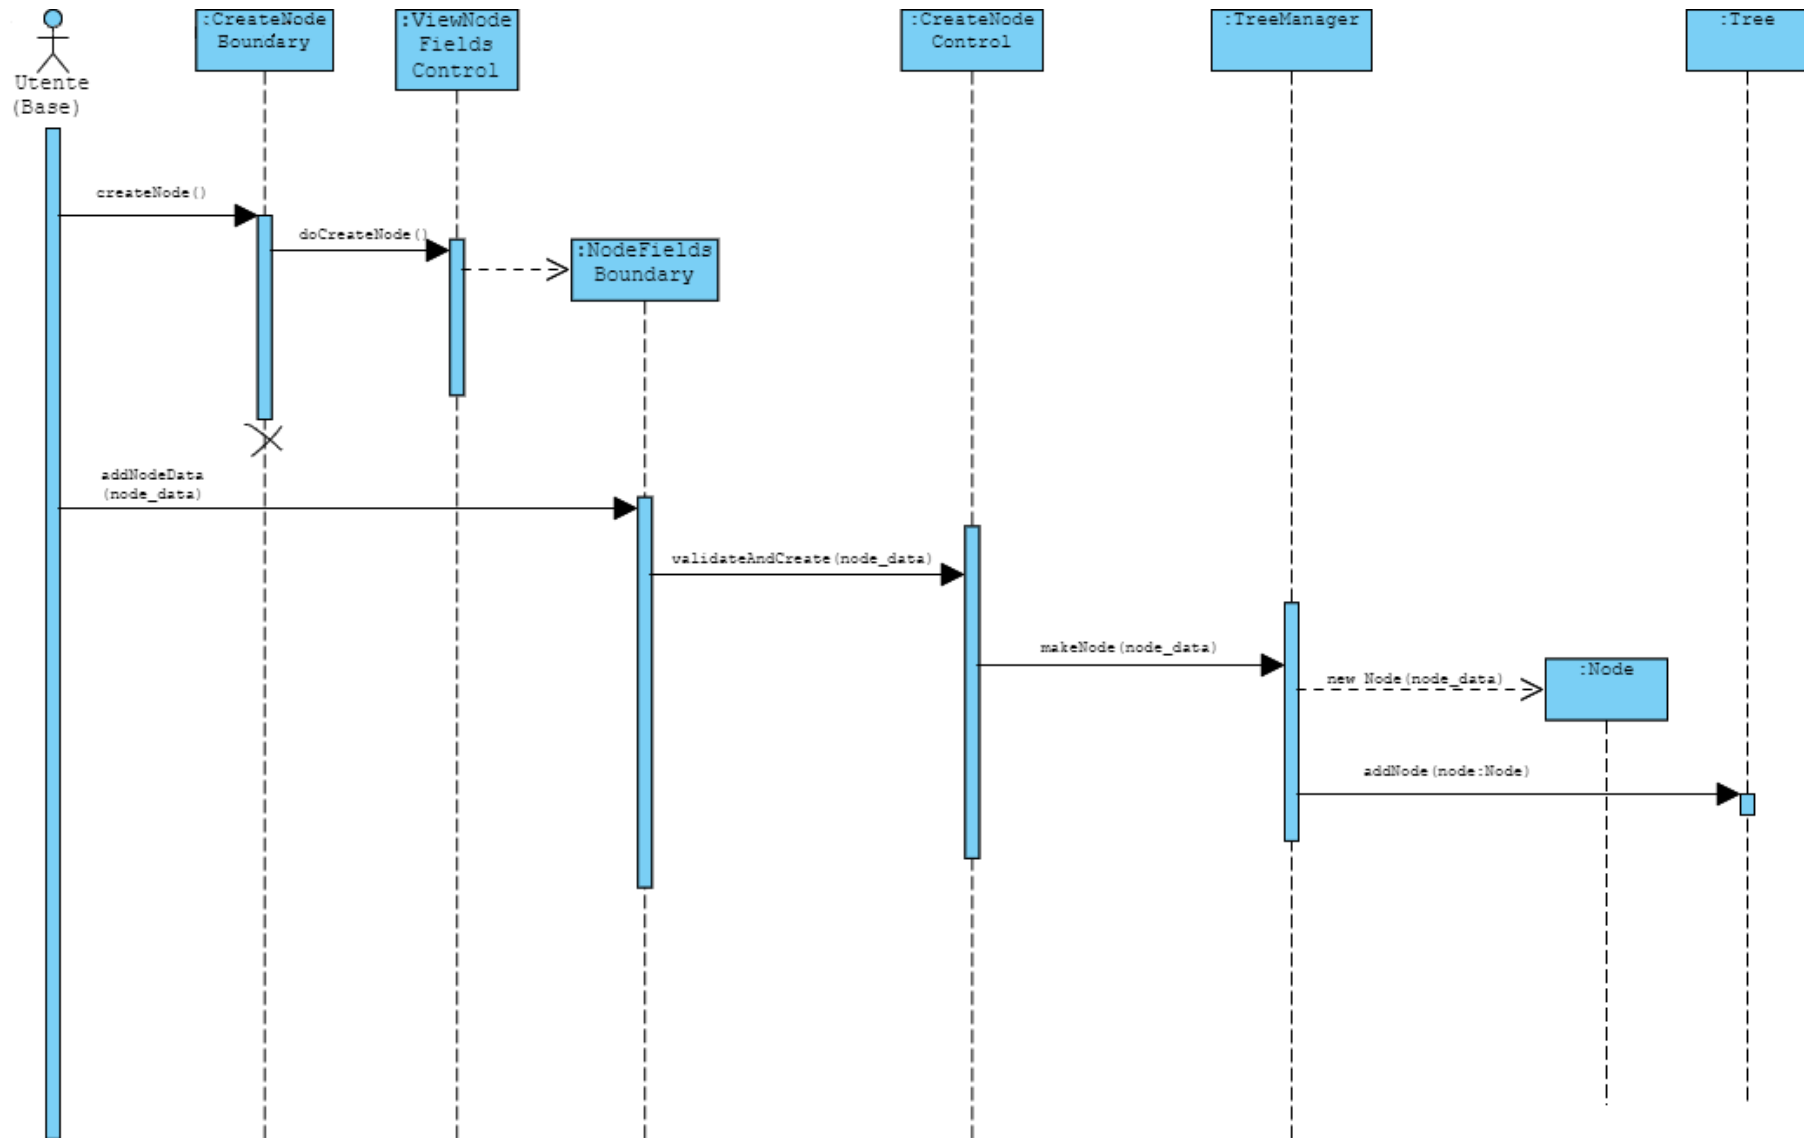 :CreateNode
Boundary
:ViewNode
Fields
Control
:CreateNode
Control
:TreeManager
:Tree
Utente
(Base)
createNode()
doCreateNode()
:NodeFields
Boundary
addNodeData
(node_data)
validateAndCreate(node_data)
makeNode(node_data)
new Node(node_data)
:Node
addNode(node:Node)